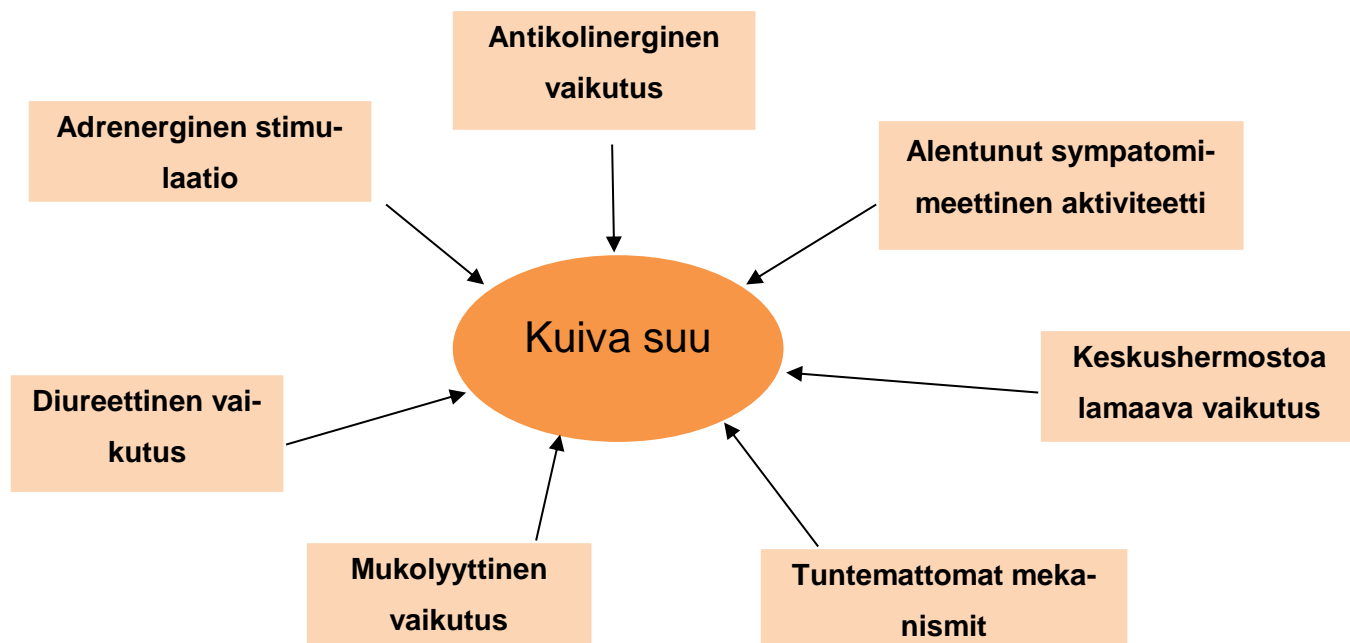 Antikolinerginen
vaikutus
Adrenerginen stimu-
laatio
Alentunut sympatomi-
meettinen aktiviteetti
Kuiva suu
Keskushermostoa
lamaava vaikutus
Diureettinen vai-
kutus
Mukolyyttinen
vaikutus
Tuntemattomat meka-
nismit